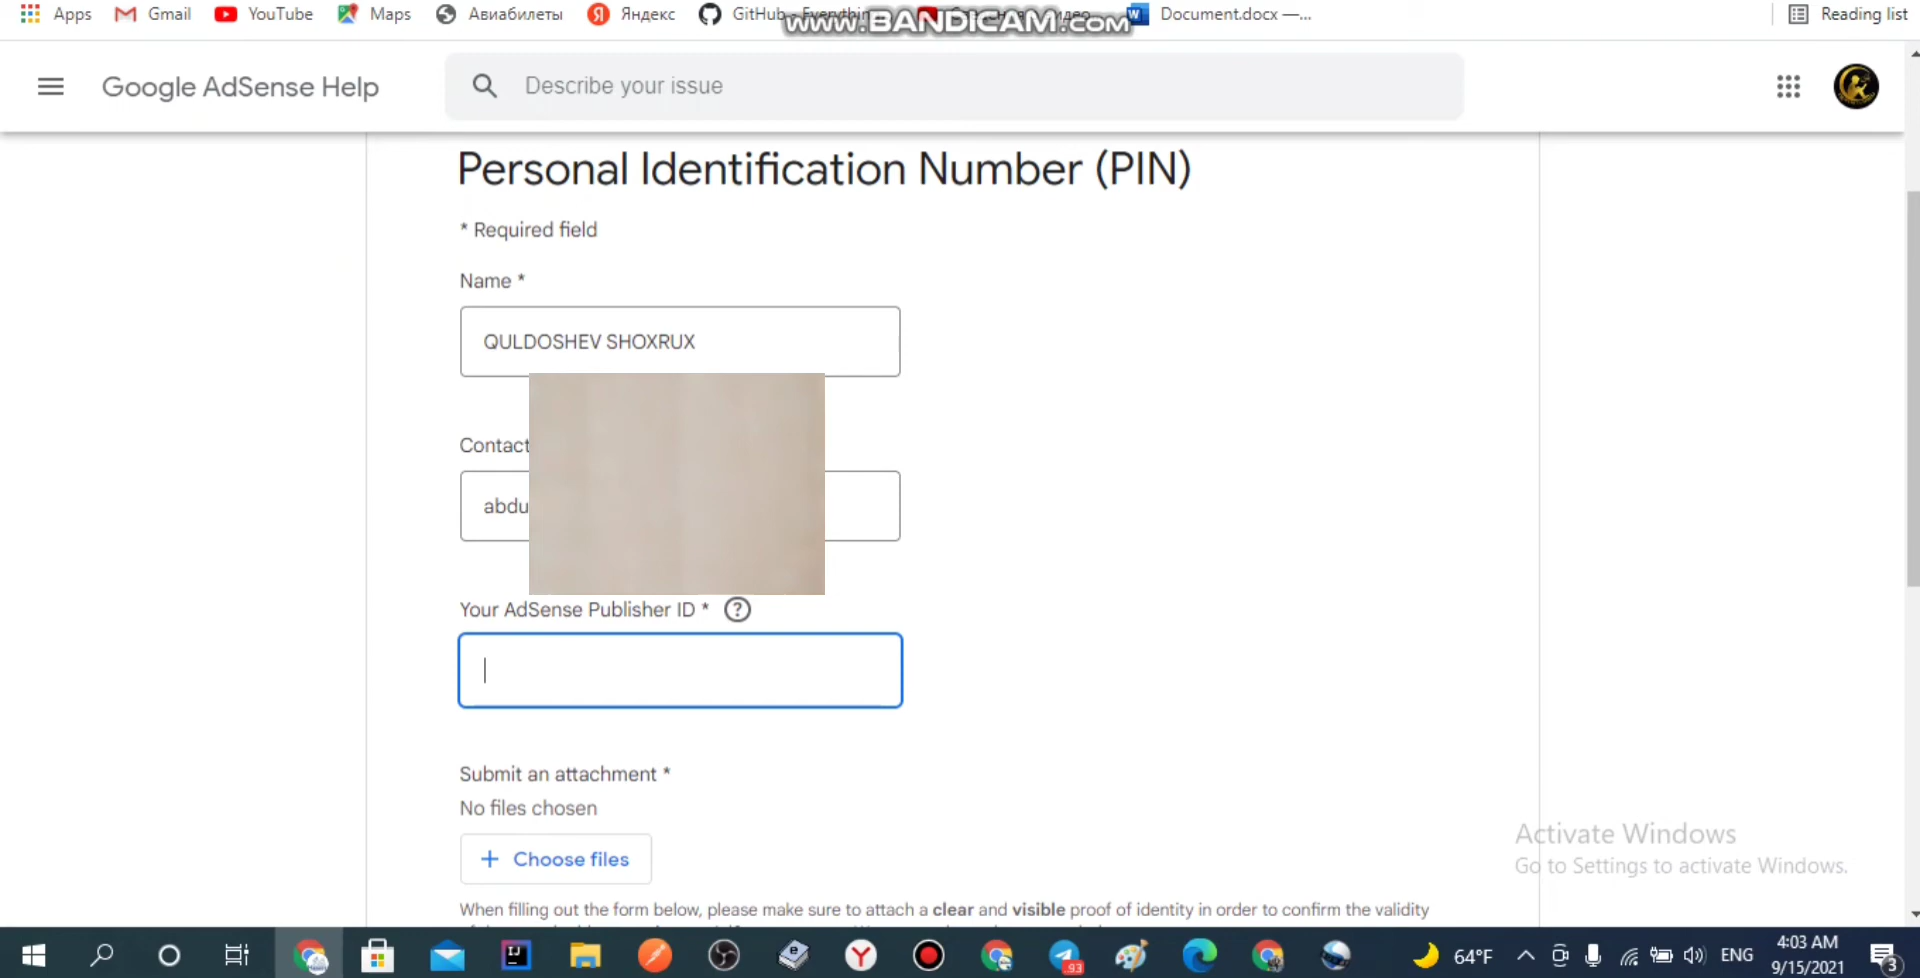 Apps Gmail YouTube Maps Авиабилеты Яндекс GitHub - Everythin Document.docx —... Reading list
www.BANDICAM.com
Google AdSense Help Describe your issue
Personal Identification Number (PIN)
* Required field
Name *
QULDOSHEV SHOXRUX
Contact
abdu
Your AdSense Publisher ID * ?
Submit an attachment *
No files chosen
+ Choose files
Activate Windows
Go to Settings to activate Windows.
When filling out the form below, please make sure to attach a clear and visible proof of identity in order to confirm the validity
93 64°F ENG 4:03 AM
9/15/2021 3